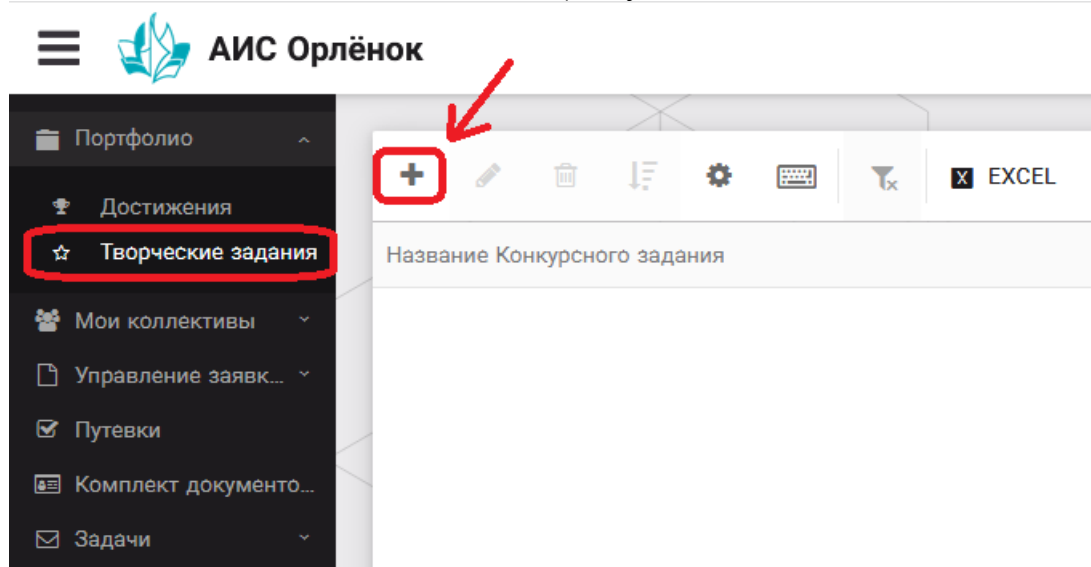 АИС Орлёнок
Портфолио
Достижения
Творческие задания
Мои коллективы
Управление заявк...
Путевки
Комплект документо...
Задачи
X EXCEL
Название Конкурсного задания